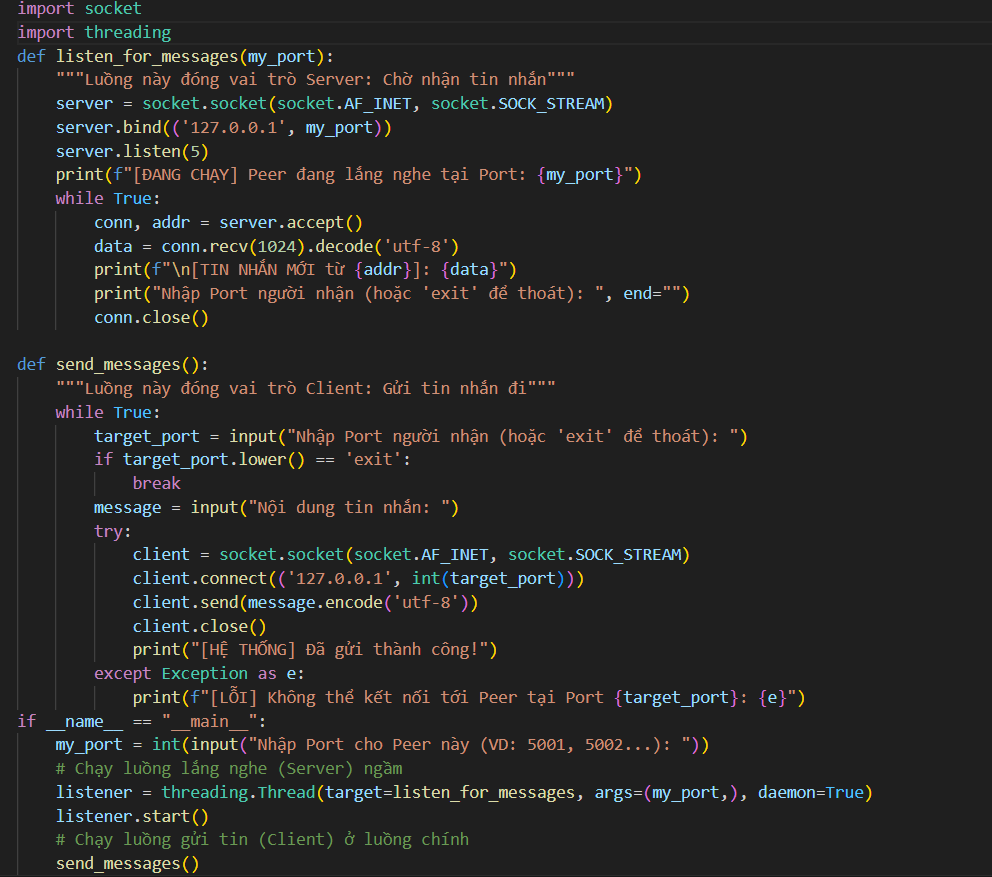 import socket
import threading
def listen_for_messages(my_port):
    """Luồng này đóng vai trò Server: Chờ nhận tin nhắn"""
    server = socket.socket(socket.AF_INET, socket.SOCK_STREAM)
    server.bind(('127.0.0.1', my_port))
    server.listen(5)
    print(f"[ĐANG CHẠY] Peer đang lắng nghe tại Port: {my_port}")
    while True:
        conn, addr = server.accept()
        data = conn.recv(1024).decode('utf-8')
        print(f"\n[TIN NHẮN MỚI từ {addr}]: {data}")
        print("Nhập Port người nhận (hoặc 'exit' để thoát): ", end="")
        conn.close()

def send_messages():
    """Luồng này đóng vai trò Client: Gửi tin nhắn đi"""
    while True:
        target_port = input("Nhập Port người nhận (hoặc 'exit' để thoát): ")
        if target_port.lower() == 'exit':
            break
        message = input("Nội dung tin nhắn: ")
        try:
            client = socket.socket(socket.AF_INET, socket.SOCK_STREAM)
            client.connect(('127.0.0.1', int(target_port)))
            client.send(message.encode('utf-8'))
            client.close()
            print("[HỆ THỐNG] Đã gửi thành công!")
        except Exception as e:
            print(f"[LỖI] Không thể kết nối tới Peer tại Port {target_port}: {e}")
if __name__ == "__main__":
    my_port = int(input("Nhập Port cho Peer này (VD: 5001, 5002...): "))
    # Chạy luồng lắng nghe (Server) ngầm
    listener = threading.Thread(target=listen_for_messages, args=(my_port,), daemon=True)
    listener.start()
    # Chạy luồng gửi tin (Client) ở luồng chính
    send_messages()